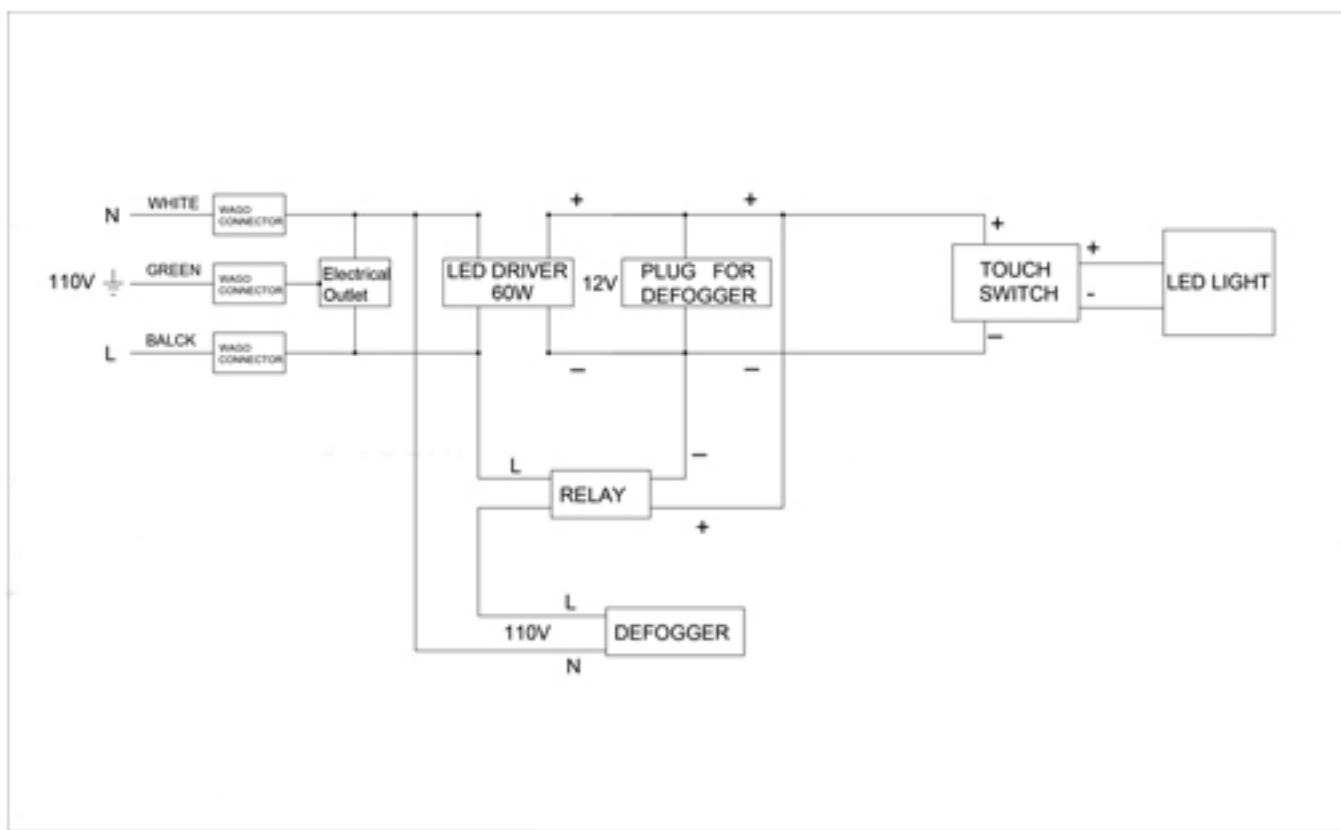 N
WHITE
WAGO
CONNECTOR
110V
GREEN
WAGO
CONNECTOR
L
BALCK
WAGO
CONNECTOR
Electrical
Outlet
LED DRIVER
60W
+
-
12V
PLUG FOR
DEFOGGER
+
-
+
TOUCH
SWITCH
-
+
-
LED LIGHT
L
RELAY
-
+
L
110V
N
DEFOGGER